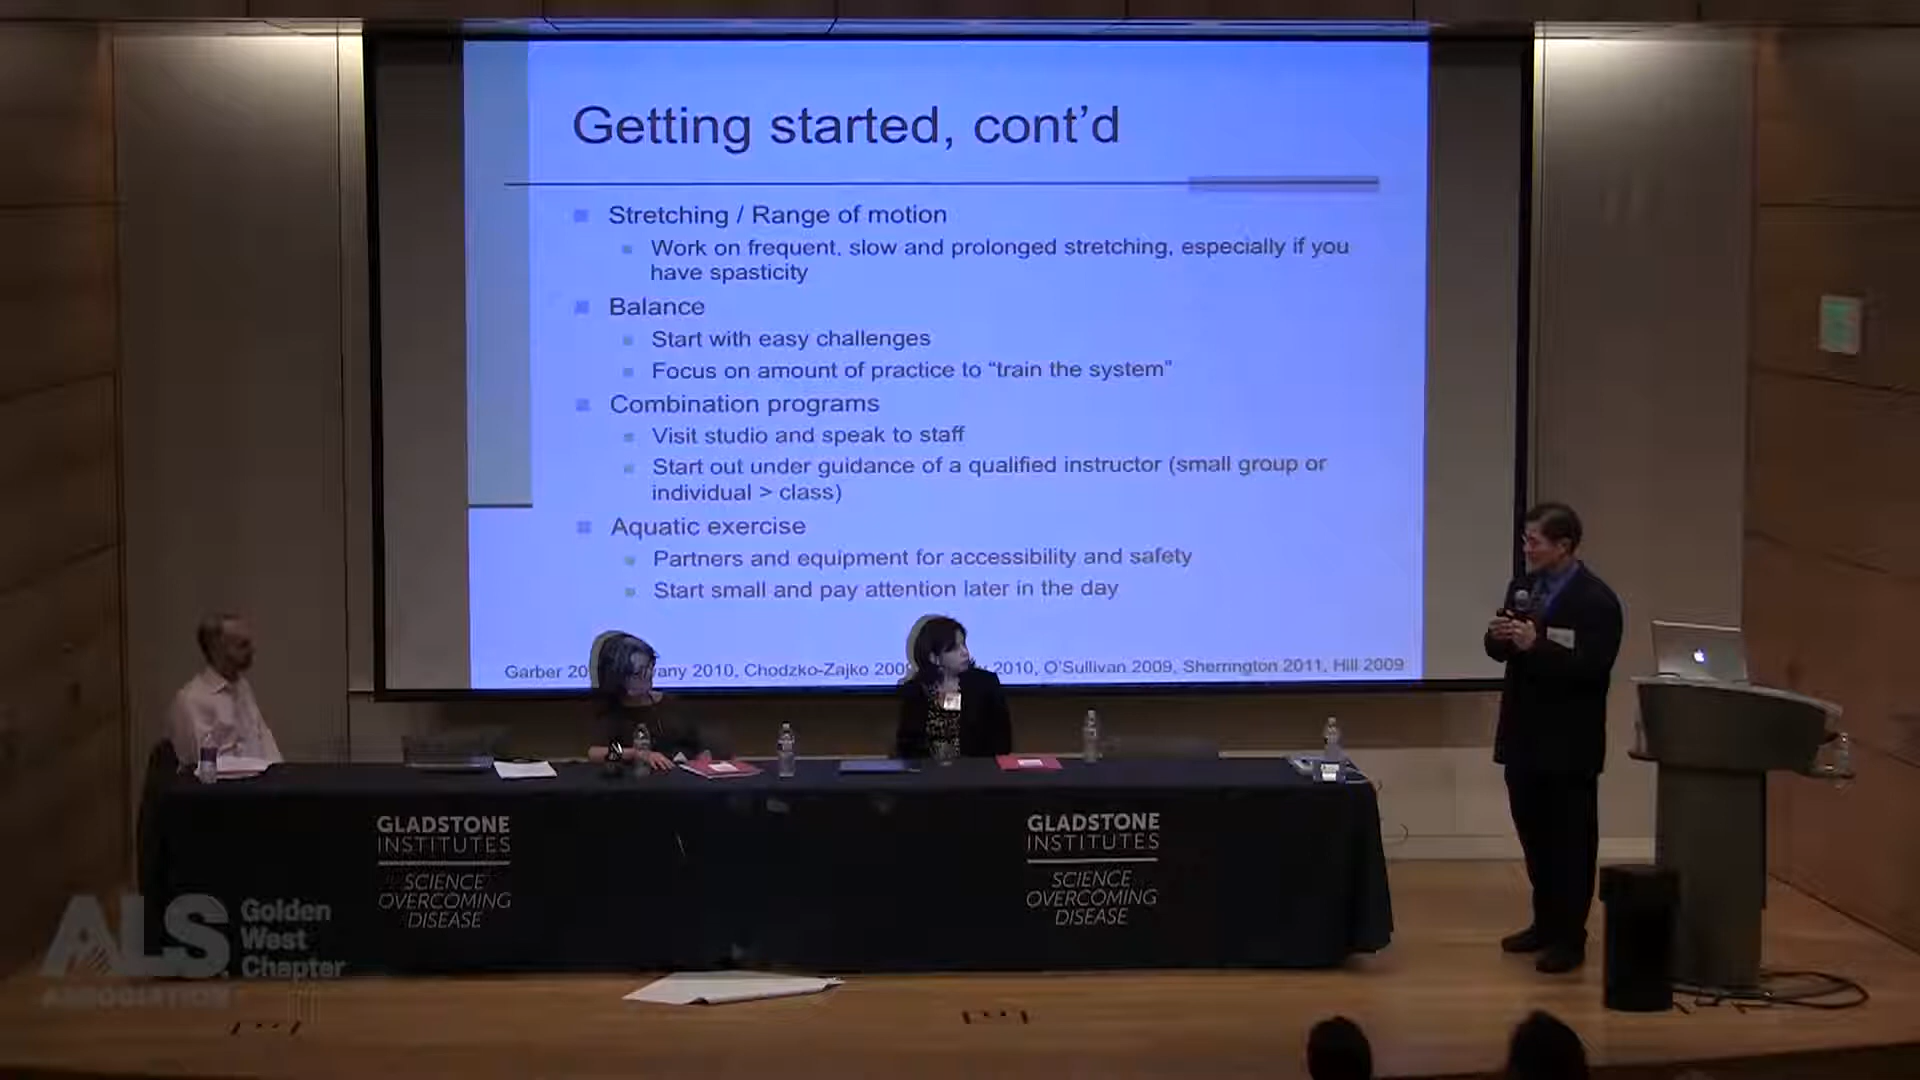 Getting started, cont’d
Stretching / Range of motion
Work on frequent, slow and prolonged stretching, especially if you
have spasticity
Balance
Start with easy challenges
Focus on amount of practice to “train the system”
Combination programs
Visit studio and speak to staff
Start out under guidance of a qualified instructor (small group or
individual > class)
Aquatic exercise
Partners and equipment for accessibility and safety
Start small and pay attention later in the day
Garber 2010, Chodzko-Zajko 2010, O'Sullivan 2009, Sherrington 2011, Hill 2009
GLADSTONE
INSTITUTES
SCIENCE
OVERCOMING
DISEASE
GLADSTONE
INSTITUTES
SCIENCE
OVERCOMING
DISEASE
ALS
ASSOCIATION
Golden
West
Chapter